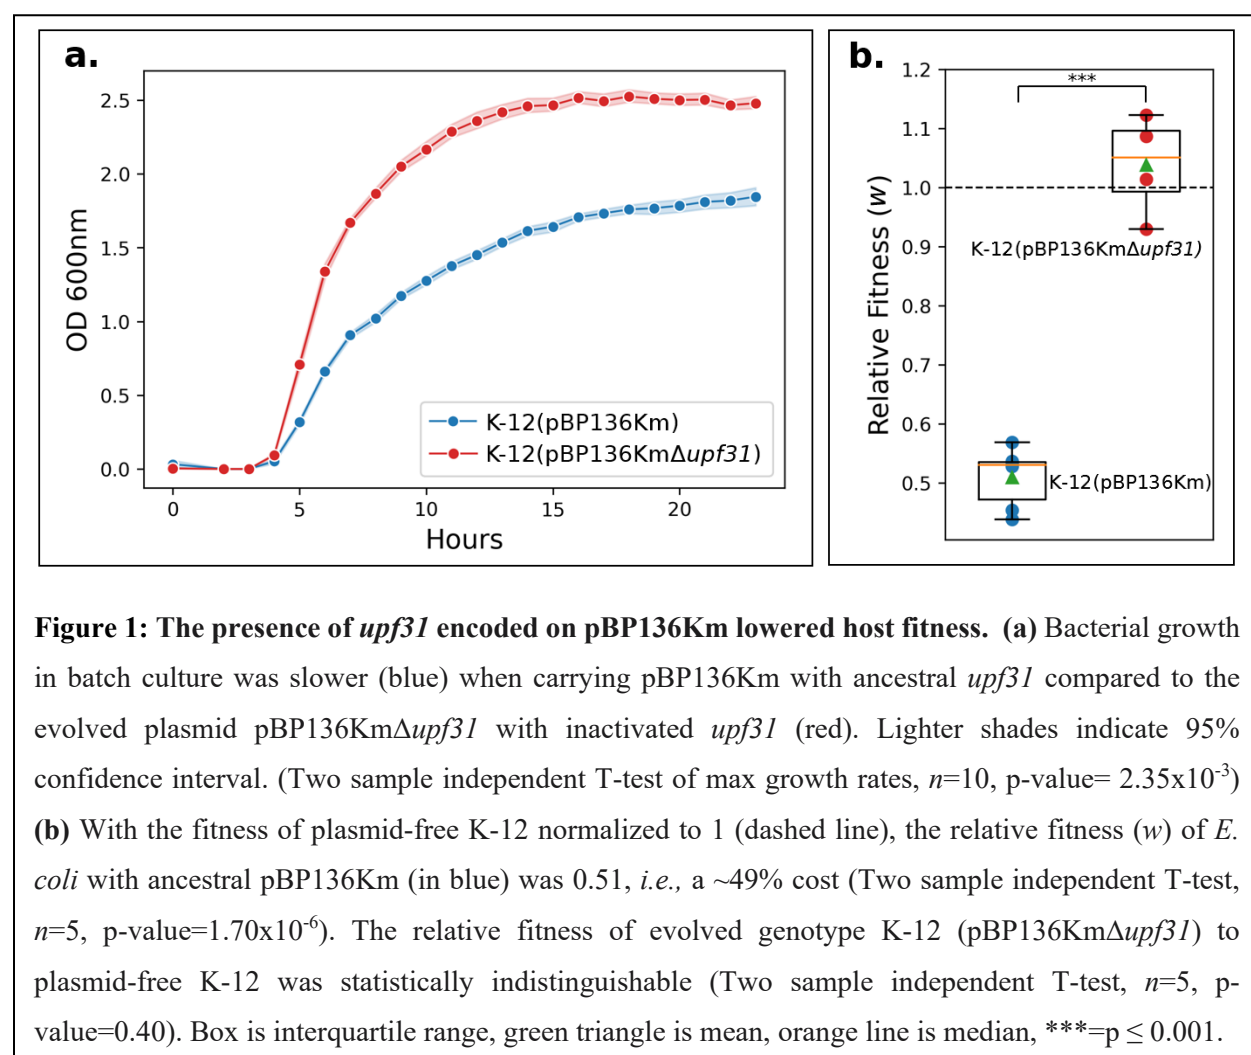 a.
2.5
2.0
1.5
1.0
0.5
0.0
OD 600nm
0
5
10
15
20
Hours
K-12(pBP136Km)
K-12(pBP136KmΔupf31)
b.
1.2
1.1
1.0
0.9
0.8
0.7
0.6
0.5
Relative Fitness (w)
***
K-12(pBP136KmΔupf31)
K-12(pBP136Km)
Figure 1: The presence of upf31 encoded on pBP136Km lowered host fitness. (a) Bacterial growth
in batch culture was slower (blue) when carrying pBP136Km with ancestral upf31 compared to the
evolved plasmid pBP136KmΔupf31 with inactivated upf31 (red). Lighter shades indicate 95%
confidence interval. (Two sample independent T-test of max growth rates, n=10, p-value= 2.35x10⁻³)
(b) With the fitness of plasmid-free K-12 normalized to 1 (dashed line), the relative fitness (w) of E.
coli with ancestral pBP136Km (in blue) was 0.51, i.e., a ~49% cost (Two sample independent T-test,
n=5, p-value=1.70x10⁻⁶). The relative fitness of evolved genotype K-12 (pBP136KmΔupf31) to
plasmid-free K-12 was statistically indistinguishable (Two sample independent T-test, n=5, p-
value=0.40). Box is interquartile range, green triangle is mean, orange line is median, ***=p ≤ 0.001.